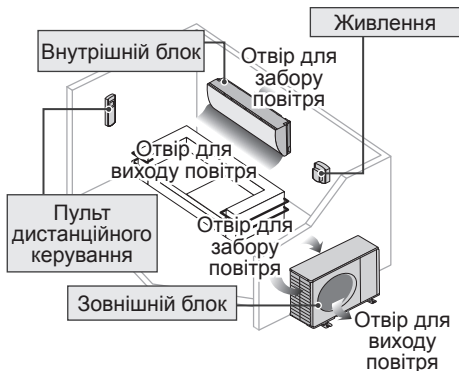 Живлення
Внутрішній блок
Отвір для
забору
повітря
Отвір для
виходу повітря
Пульт
дистанційного
керування
Отвір для
забору
повітря
Зовнішній блок
Отвір для
виходу
повітря